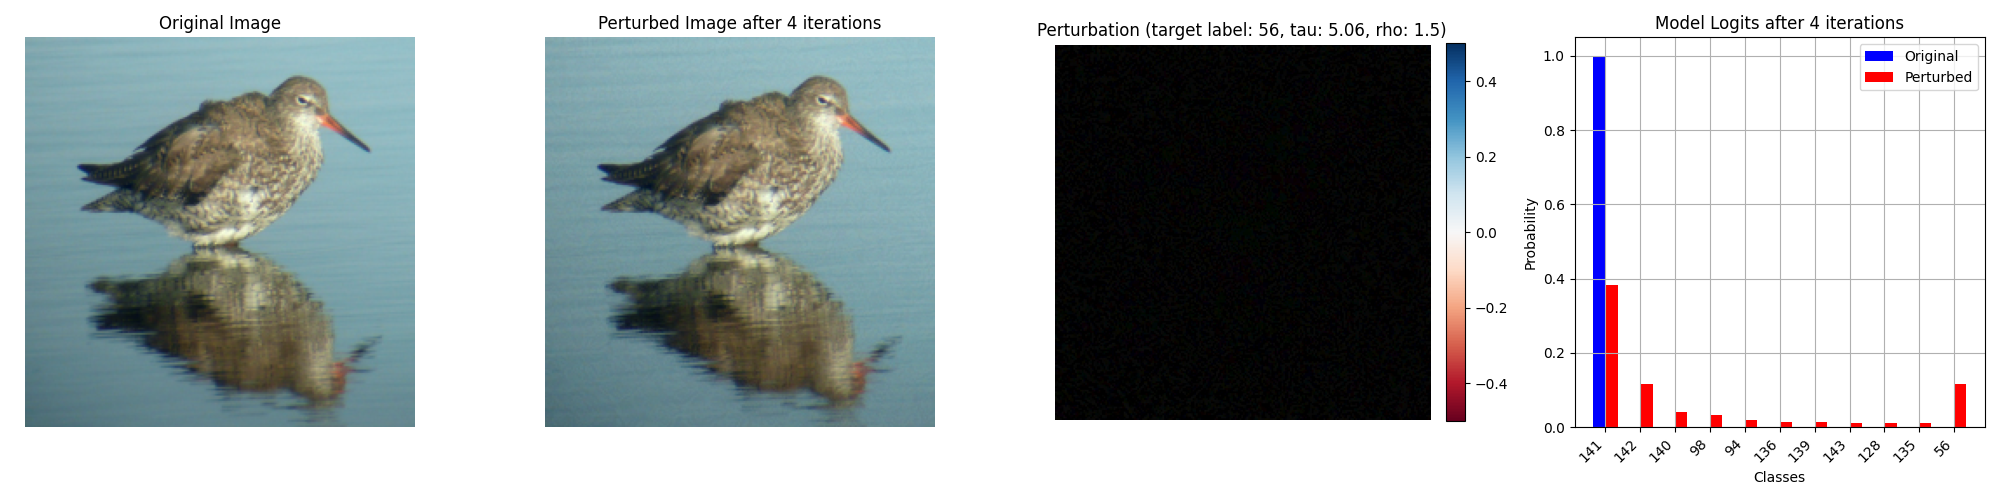 Original Image
Perturbed Image after 4 iterations
Perturbation (target label: 56, tau: 5.06, rho: 1.5)
0.4
0.2
0.0
−0.2
−0.4
Model Logits after 4 iterations
Original
Perturbed
Probability
1.0
0.8
0.6
0.4
0.2
0.0
141
142
140
98
94
136
139
143
128
135
56
Classes